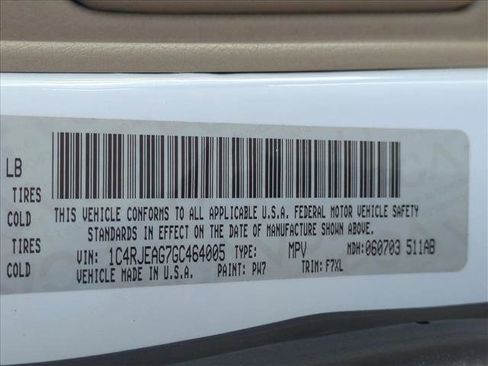 LB
TIRES
COLD
TIRES
COLD
THIS VEHICLE CONFORMS TO ALL APPLICABLE U.S.A. FEDERAL MOTOR VEHICLE SAFETY
STANDARDS IN EFFECT ON THE DATE OF MANUFACTURE SHOWN ABOVE.
VIN: 1C4RJEAG7GC464005 TYPE: MPV MDH: 060703 511AB
VEHICLE MADE IN U.S.A. PAINT: PW7 TRIM: F7XL